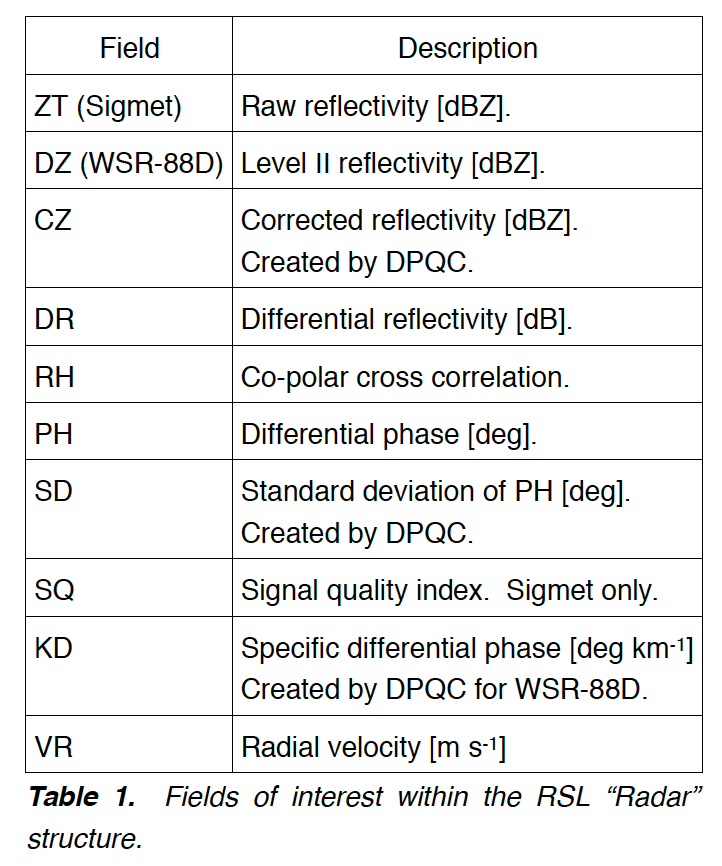 Field Description
ZT (Sigmet) Raw reflectivity [dBZ].
DZ (WSR-88D) Level II reflectivity [dBZ].
CZ Corrected reflectivity [dBZ].
Created by DPQC.
DR Differential reflectivity [dB].
RH Co-polar cross correlation.
PH Differential phase [deg].
SD Standard deviation of PH [deg].
Created by DPQC.
SQ Signal quality index.  Sigmet only.
KD Specific differential phase [deg km-1]
Created by DPQC for WSR-88D.
VR Radial velocity [m s-1]
Table 1.  Fields of interest within the RSL “Radar”
structure.